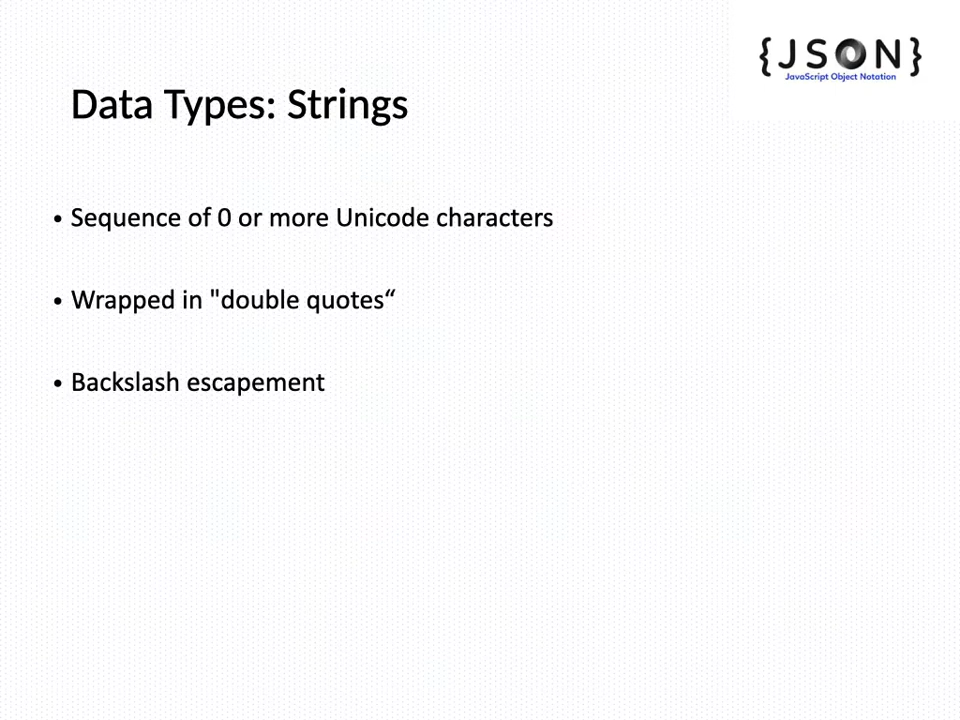 {JSON}
JavaScript Object Notation
Data Types: Strings
• Sequence of 0 or more Unicode characters
• Wrapped in "double quotes“
• Backslash escapement